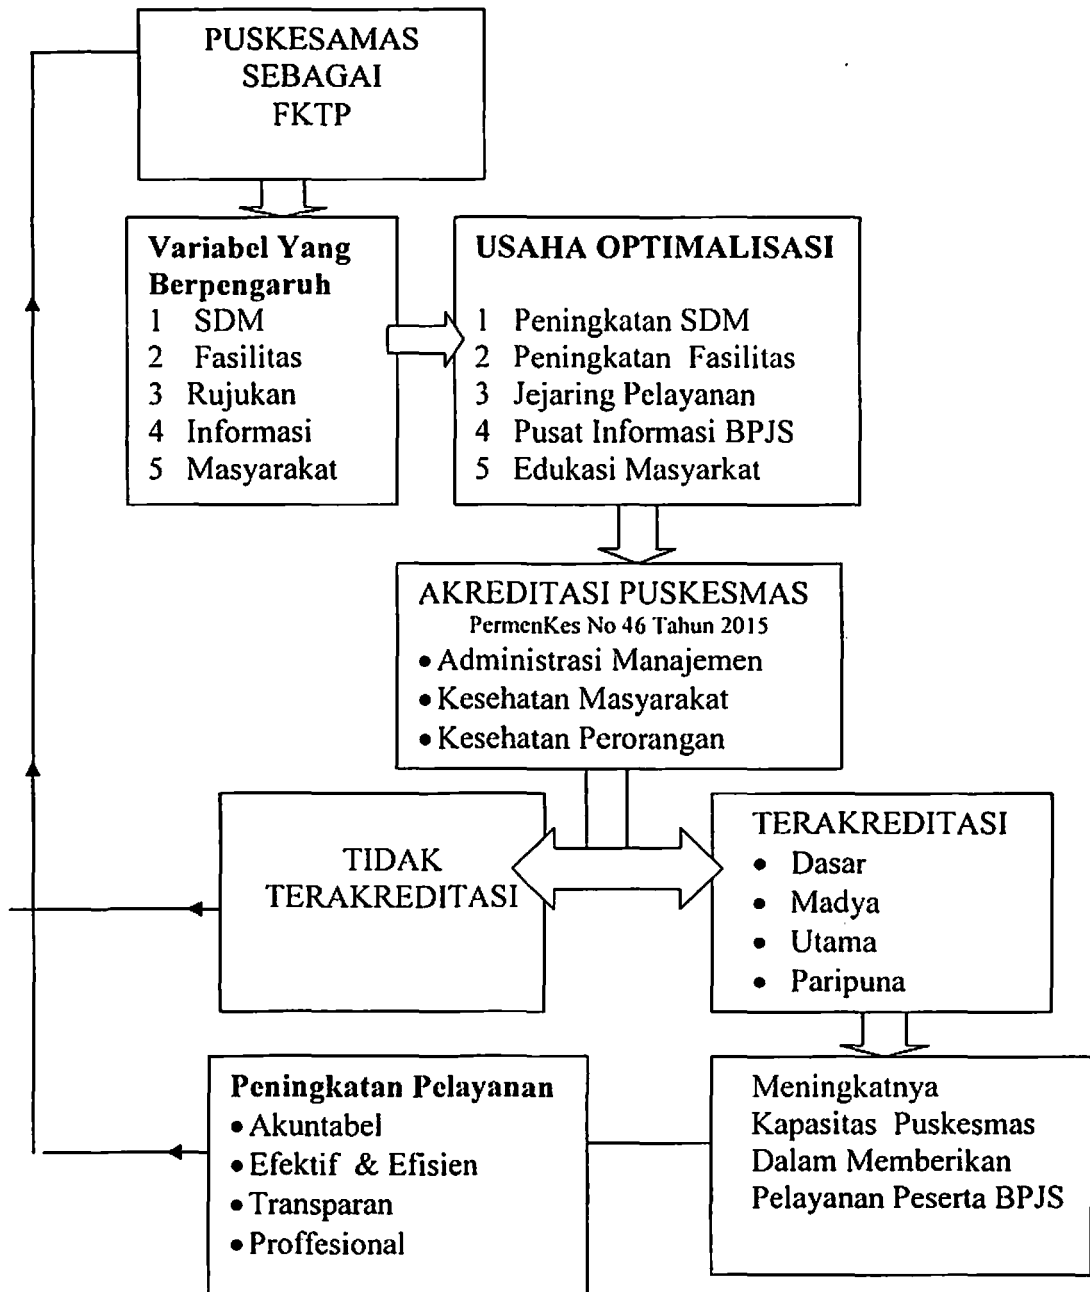 PUSKESAMAS
SEBAGAI
FKTP
Variabel Yang
Berpengaruh
1 SDM
2 Fasilitas
3 Rujukan
4 Informasi
5 Masyarakat
USAHA OPTIMALISASI
1 Peningkatan SDM
2 Peningkatan Fasilitas
3 Jejaring Pelayanan
4 Pusat Informasi BPJS
5 Edukasi Masyarkat
AKREDITASI PUSKESMAS
PermenKes No 46 Tahun 2015
• Administrasi Manajemen
• Kesehatan Masyarakat
• Kesehatan Perorangan
TIDAK
TERAKREDITASI
TERAKREDITASI
• Dasar
• Madya
• Utama
• Paripuna
Peningkatan Pelayanan
• Akuntabel
• Efektif & Efisien
• Transparan
• Proffesional
Meningkatnya
Kapasitas Puskesmas
Dalam Memberikan
Pelayanan Peserta BPJS